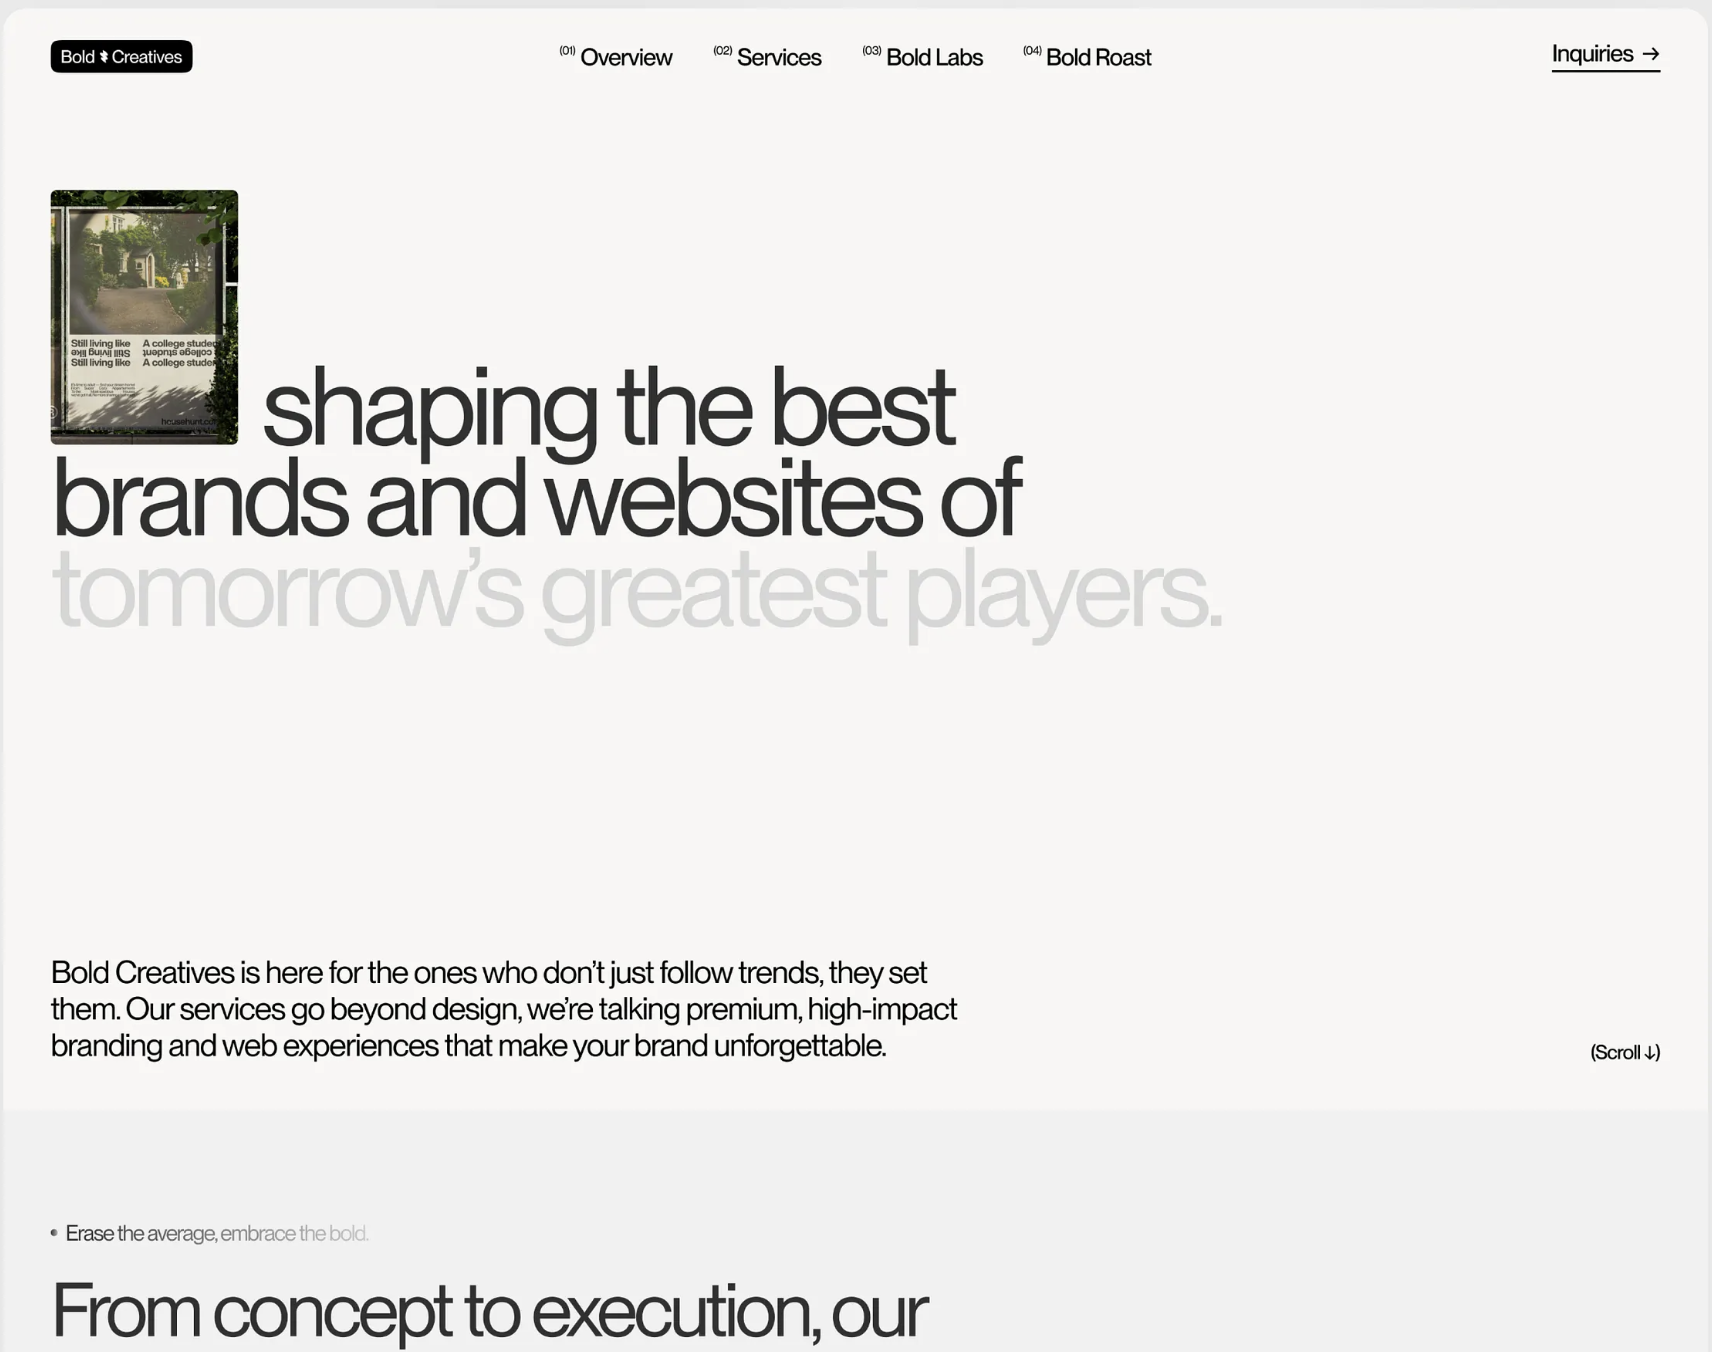 Bold Creatives
(01) Overview
(02) Services
(03) Bold Labs
(04) Bold Roast
Inquiries →
Still living like A college studen
Still living like college student
Still living like A college studen
househunt.co
shaping the best
brands and websites of
tomorrow’s greatest players.
Bold Creatives is here for the ones who don’t just follow trends, they set
them. Our services go beyond design, we’re talking premium, high-impact
branding and web experiences that make your brand unforgettable.
(Scroll ↓)
• Erase the average, embrace the bold.
From concept to execution, our